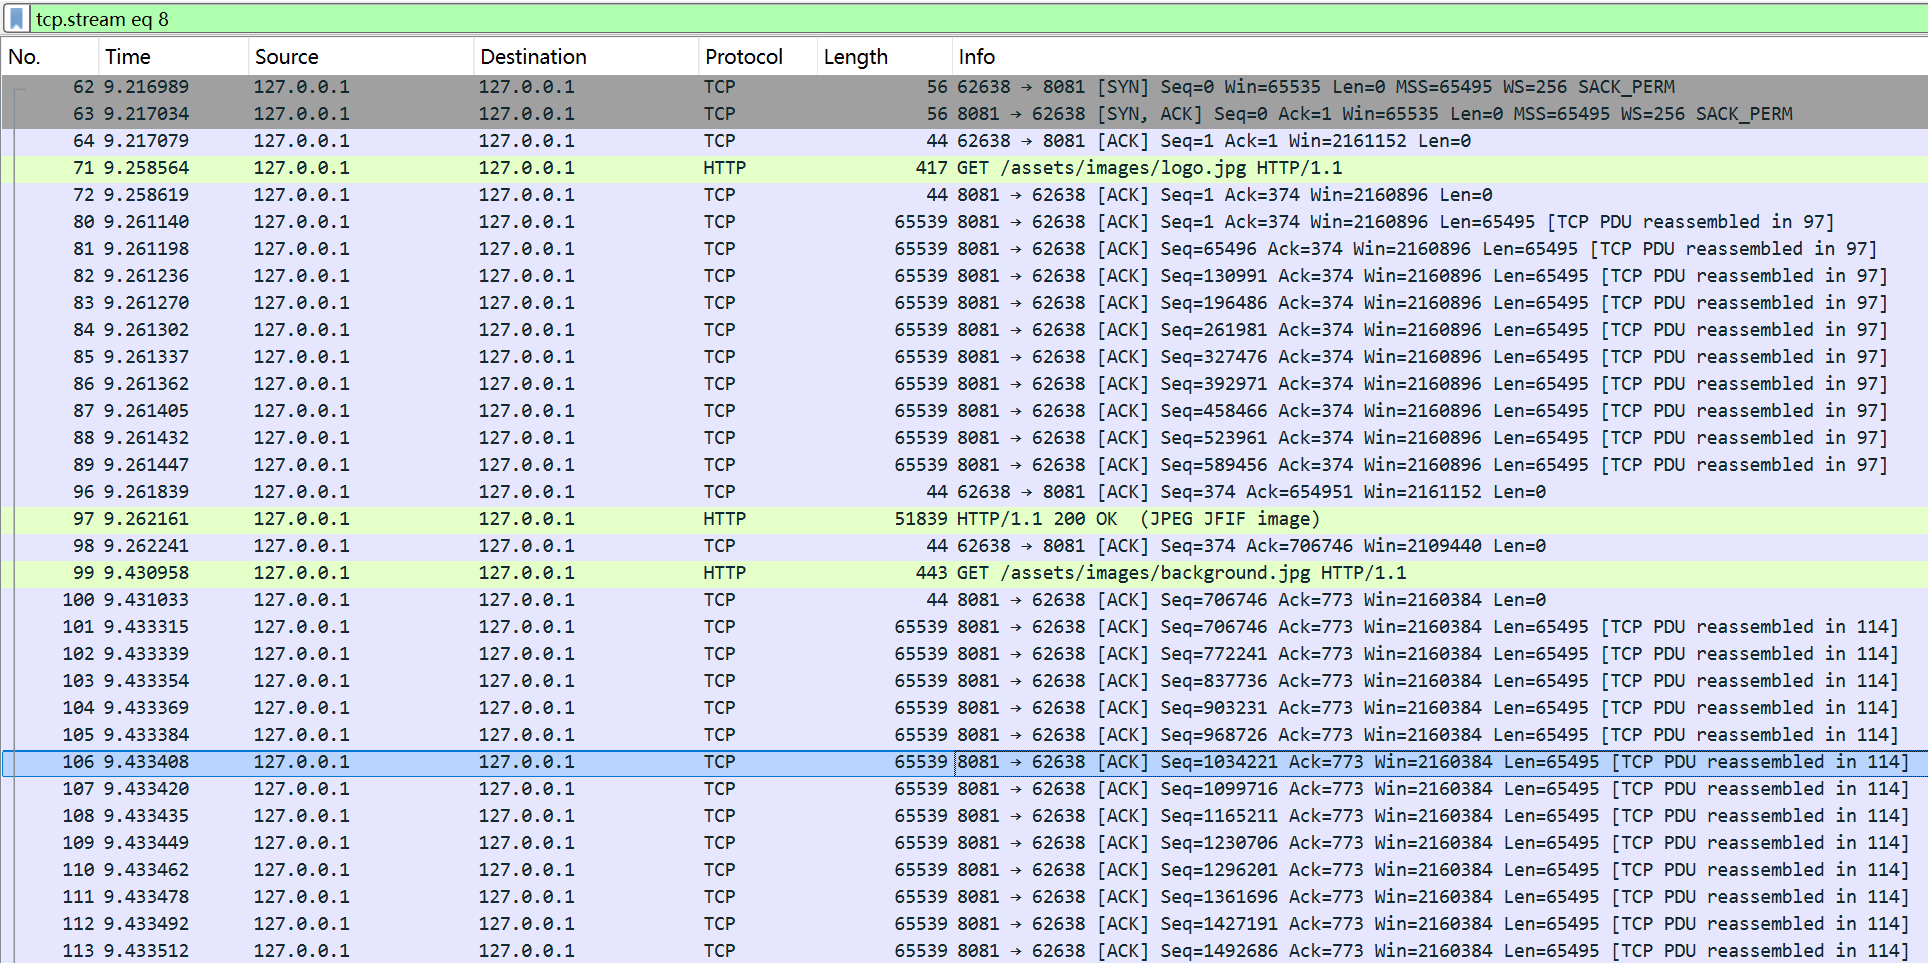 tcp.stream eq 8
No. Time Source Destination Protocol Length Info
62 9.216989 127.0.0.1 127.0.0.1 TCP 56 62638 → 8081 [SYN] Seq=0 Win=65535 Len=0 MSS=65495 WS=256 SACK_PERM
63 9.217034 127.0.0.1 127.0.0.1 TCP 56 8081 → 62638 [SYN, ACK] Seq=0 Ack=1 Win=65535 Len=0 MSS=65495 WS=256 SACK_PERM
64 9.217079 127.0.0.1 127.0.0.1 TCP 44 62638 → 8081 [ACK] Seq=1 Ack=1 Win=2161152 Len=0
71 9.258564 127.0.0.1 127.0.0.1 HTTP 417 GET /assets/images/logo.jpg HTTP/1.1
72 9.258619 127.0.0.1 127.0.0.1 TCP 44 8081 → 62638 [ACK] Seq=1 Ack=374 Win=2160896 Len=0
80 9.261140 127.0.0.1 127.0.0.1 TCP 65539 8081 → 62638 [ACK] Seq=1 Ack=374 Win=2160896 Len=65495 [TCP PDU reassembled in 97]
81 9.261198 127.0.0.1 127.0.0.1 TCP 65539 8081 → 62638 [ACK] Seq=65496 Ack=374 Win=2160896 Len=65495 [TCP PDU reassembled in 97]
82 9.261236 127.0.0.1 127.0.0.1 TCP 65539 8081 → 62638 [ACK] Seq=130991 Ack=374 Win=2160896 Len=65495 [TCP PDU reassembled in 97]
83 9.261270 127.0.0.1 127.0.0.1 TCP 65539 8081 → 62638 [ACK] Seq=196486 Ack=374 Win=2160896 Len=65495 [TCP PDU reassembled in 97]
84 9.261302 127.0.0.1 127.0.0.1 TCP 65539 8081 → 62638 [ACK] Seq=261981 Ack=374 Win=2160896 Len=65495 [TCP PDU reassembled in 97]
85 9.261337 127.0.0.1 127.0.0.1 TCP 65539 8081 → 62638 [ACK] Seq=327476 Ack=374 Win=2160896 Len=65495 [TCP PDU reassembled in 97]
86 9.261362 127.0.0.1 127.0.0.1 TCP 65539 8081 → 62638 [ACK] Seq=392971 Ack=374 Win=2160896 Len=65495 [TCP PDU reassembled in 97]
87 9.261405 127.0.0.1 127.0.0.1 TCP 65539 8081 → 62638 [ACK] Seq=458466 Ack=374 Win=2160896 Len=65495 [TCP PDU reassembled in 97]
88 9.261432 127.0.0.1 127.0.0.1 TCP 65539 8081 → 62638 [ACK] Seq=523961 Ack=374 Win=2160896 Len=65495 [TCP PDU reassembled in 97]
89 9.261447 127.0.0.1 127.0.0.1 TCP 65539 8081 → 62638 [ACK] Seq=589456 Ack=374 Win=2160896 Len=65495 [TCP PDU reassembled in 97]
96 9.261839 127.0.0.1 127.0.0.1 TCP 44 62638 → 8081 [ACK] Seq=374 Ack=654951 Win=2161152 Len=0
97 9.262161 127.0.0.1 127.0.0.1 HTTP 51839 HTTP/1.1 200 OK  (JPEG JFIF image)
98 9.262241 127.0.0.1 127.0.0.1 TCP 44 62638 → 8081 [ACK] Seq=374 Ack=706746 Win=2109440 Len=0
99 9.430958 127.0.0.1 127.0.0.1 HTTP 443 GET /assets/images/background.jpg HTTP/1.1
100 9.431033 127.0.0.1 127.0.0.1 TCP 44 8081 → 62638 [ACK] Seq=706746 Ack=773 Win=2160384 Len=0
101 9.433315 127.0.0.1 127.0.0.1 TCP 65539 8081 → 62638 [ACK] Seq=706746 Ack=773 Win=2160384 Len=65495 [TCP PDU reassembled in 114]
102 9.433339 127.0.0.1 127.0.0.1 TCP 65539 8081 → 62638 [ACK] Seq=772241 Ack=773 Win=2160384 Len=65495 [TCP PDU reassembled in 114]
103 9.433354 127.0.0.1 127.0.0.1 TCP 65539 8081 → 62638 [ACK] Seq=837736 Ack=773 Win=2160384 Len=65495 [TCP PDU reassembled in 114]
104 9.433369 127.0.0.1 127.0.0.1 TCP 65539 8081 → 62638 [ACK] Seq=903231 Ack=773 Win=2160384 Len=65495 [TCP PDU reassembled in 114]
105 9.433384 127.0.0.1 127.0.0.1 TCP 65539 8081 → 62638 [ACK] Seq=968726 Ack=773 Win=2160384 Len=65495 [TCP PDU reassembled in 114]
106 9.433408 127.0.0.1 127.0.0.1 TCP 65539 8081 → 62638 [ACK] Seq=1034221 Ack=773 Win=2160384 Len=65495 [TCP PDU reassembled in 114]
107 9.433420 127.0.0.1 127.0.0.1 TCP 65539 8081 → 62638 [ACK] Seq=1099716 Ack=773 Win=2160384 Len=65495 [TCP PDU reassembled in 114]
108 9.433435 127.0.0.1 127.0.0.1 TCP 65539 8081 → 62638 [ACK] Seq=1165211 Ack=773 Win=2160384 Len=65495 [TCP PDU reassembled in 114]
109 9.433449 127.0.0.1 127.0.0.1 TCP 65539 8081 → 62638 [ACK] Seq=1230706 Ack=773 Win=2160384 Len=65495 [TCP PDU reassembled in 114]
110 9.433462 127.0.0.1 127.0.0.1 TCP 65539 8081 → 62638 [ACK] Seq=1296201 Ack=773 Win=2160384 Len=65495 [TCP PDU reassembled in 114]
111 9.433478 127.0.0.1 127.0.0.1 TCP 65539 8081 → 62638 [ACK] Seq=1361696 Ack=773 Win=2160384 Len=65495 [TCP PDU reassembled in 114]
112 9.433492 127.0.0.1 127.0.0.1 TCP 65539 8081 → 62638 [ACK] Seq=1427191 Ack=773 Win=2160384 Len=65495 [TCP PDU reassembled in 114]
113 9.433512 127.0.0.1 127.0.0.1 TCP 65539 8081 → 62638 [ACK] Seq=1492686 Ack=773 Win=2160384 Len=65495 [TCP PDU reassembled in 114]